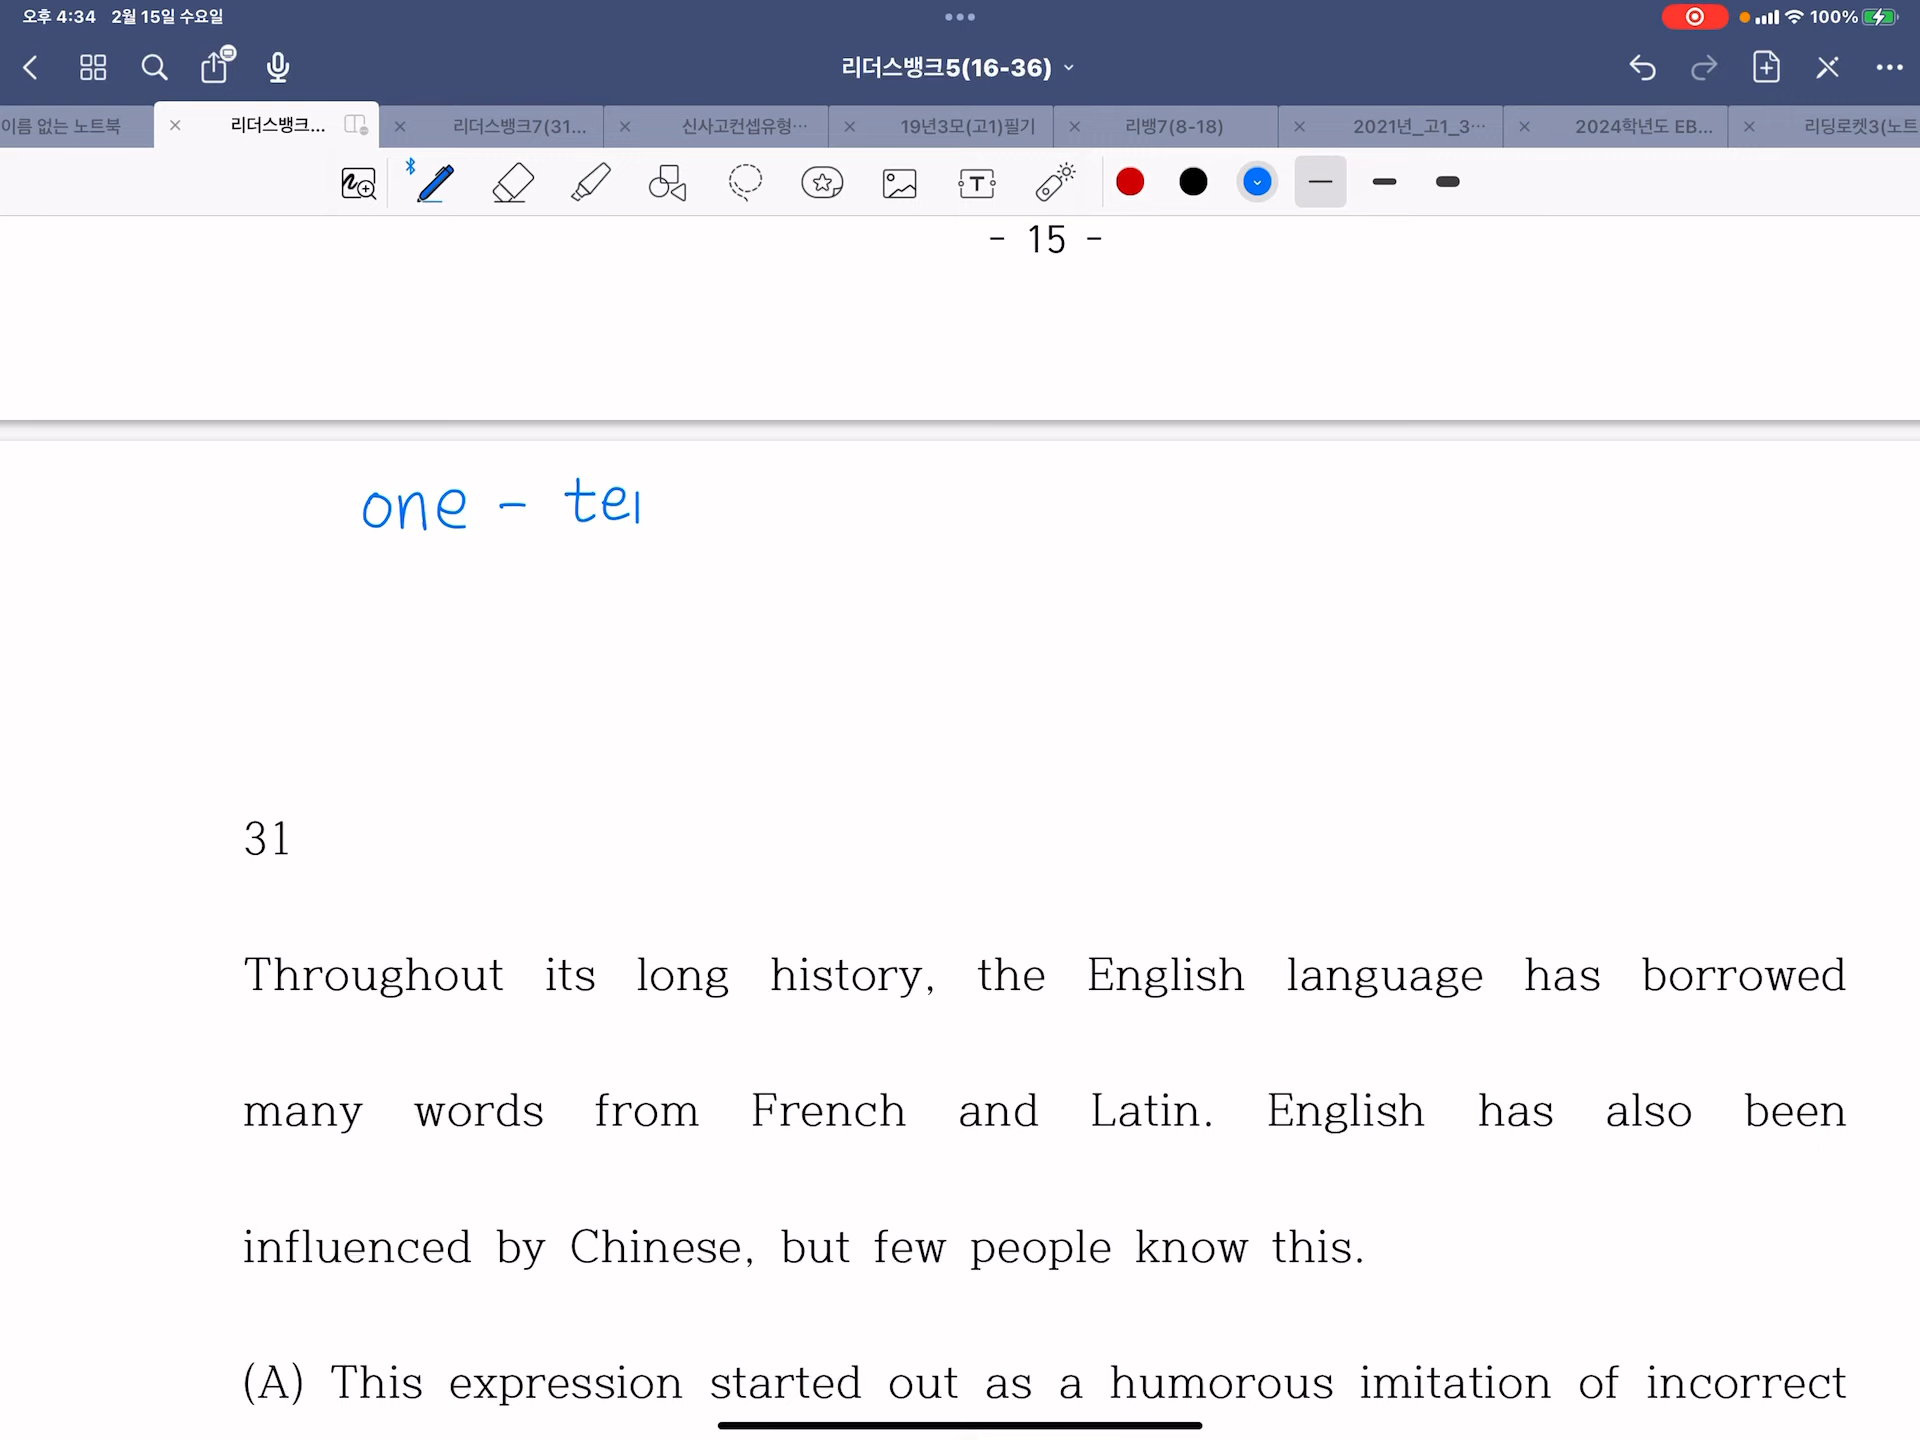 오후 4:34 2월 15일 수요일
100%
리더스뱅크5(16-36)
이름 없는 노트북
리더스뱅크...
리더스뱅크7(31...
신사고컨셉유형...
19년3모(고1)필기
리뱅7(8-18)
2021년_고1_3...
2024학년도 EB...
리딩로켓3(노트
- 15 -
one - tei
31
Throughout its long history, the English language has borrowed
many words from French and Latin. English has also been
influenced by Chinese, but few people know this.
(A) This expression started out as a humorous imitation of incorrect